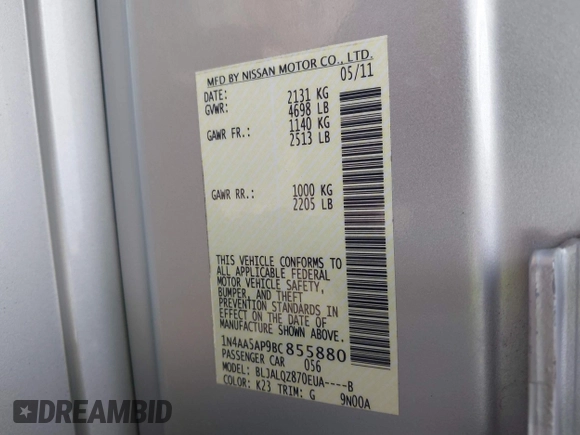 MFD BY NISSAN MOTOR CO., LTD.
DATE: 05/11
GVWR: 2131 KG
4698 LB
GAWR FR.: 1140 KG
2513 LB
GAWR RR.: 1000 KG
2205 LB
THIS VEHICLE CONFORMS TO
ALL APPLICABLE FEDERAL
MOTOR VEHICLE SAFETY,
BUMPER, AND THEFT
PREVENTION STANDARDS IN
EFFECT ON THE DATE OF
MANUFACTURE SHOWN ABOVE.
1N4AA5AP9BC855880
PASSENGER CAR 056
MODEL: BLJALQZ870EUA----B
COLOR: K23 TRIM: G 9N00A
DREAMBID